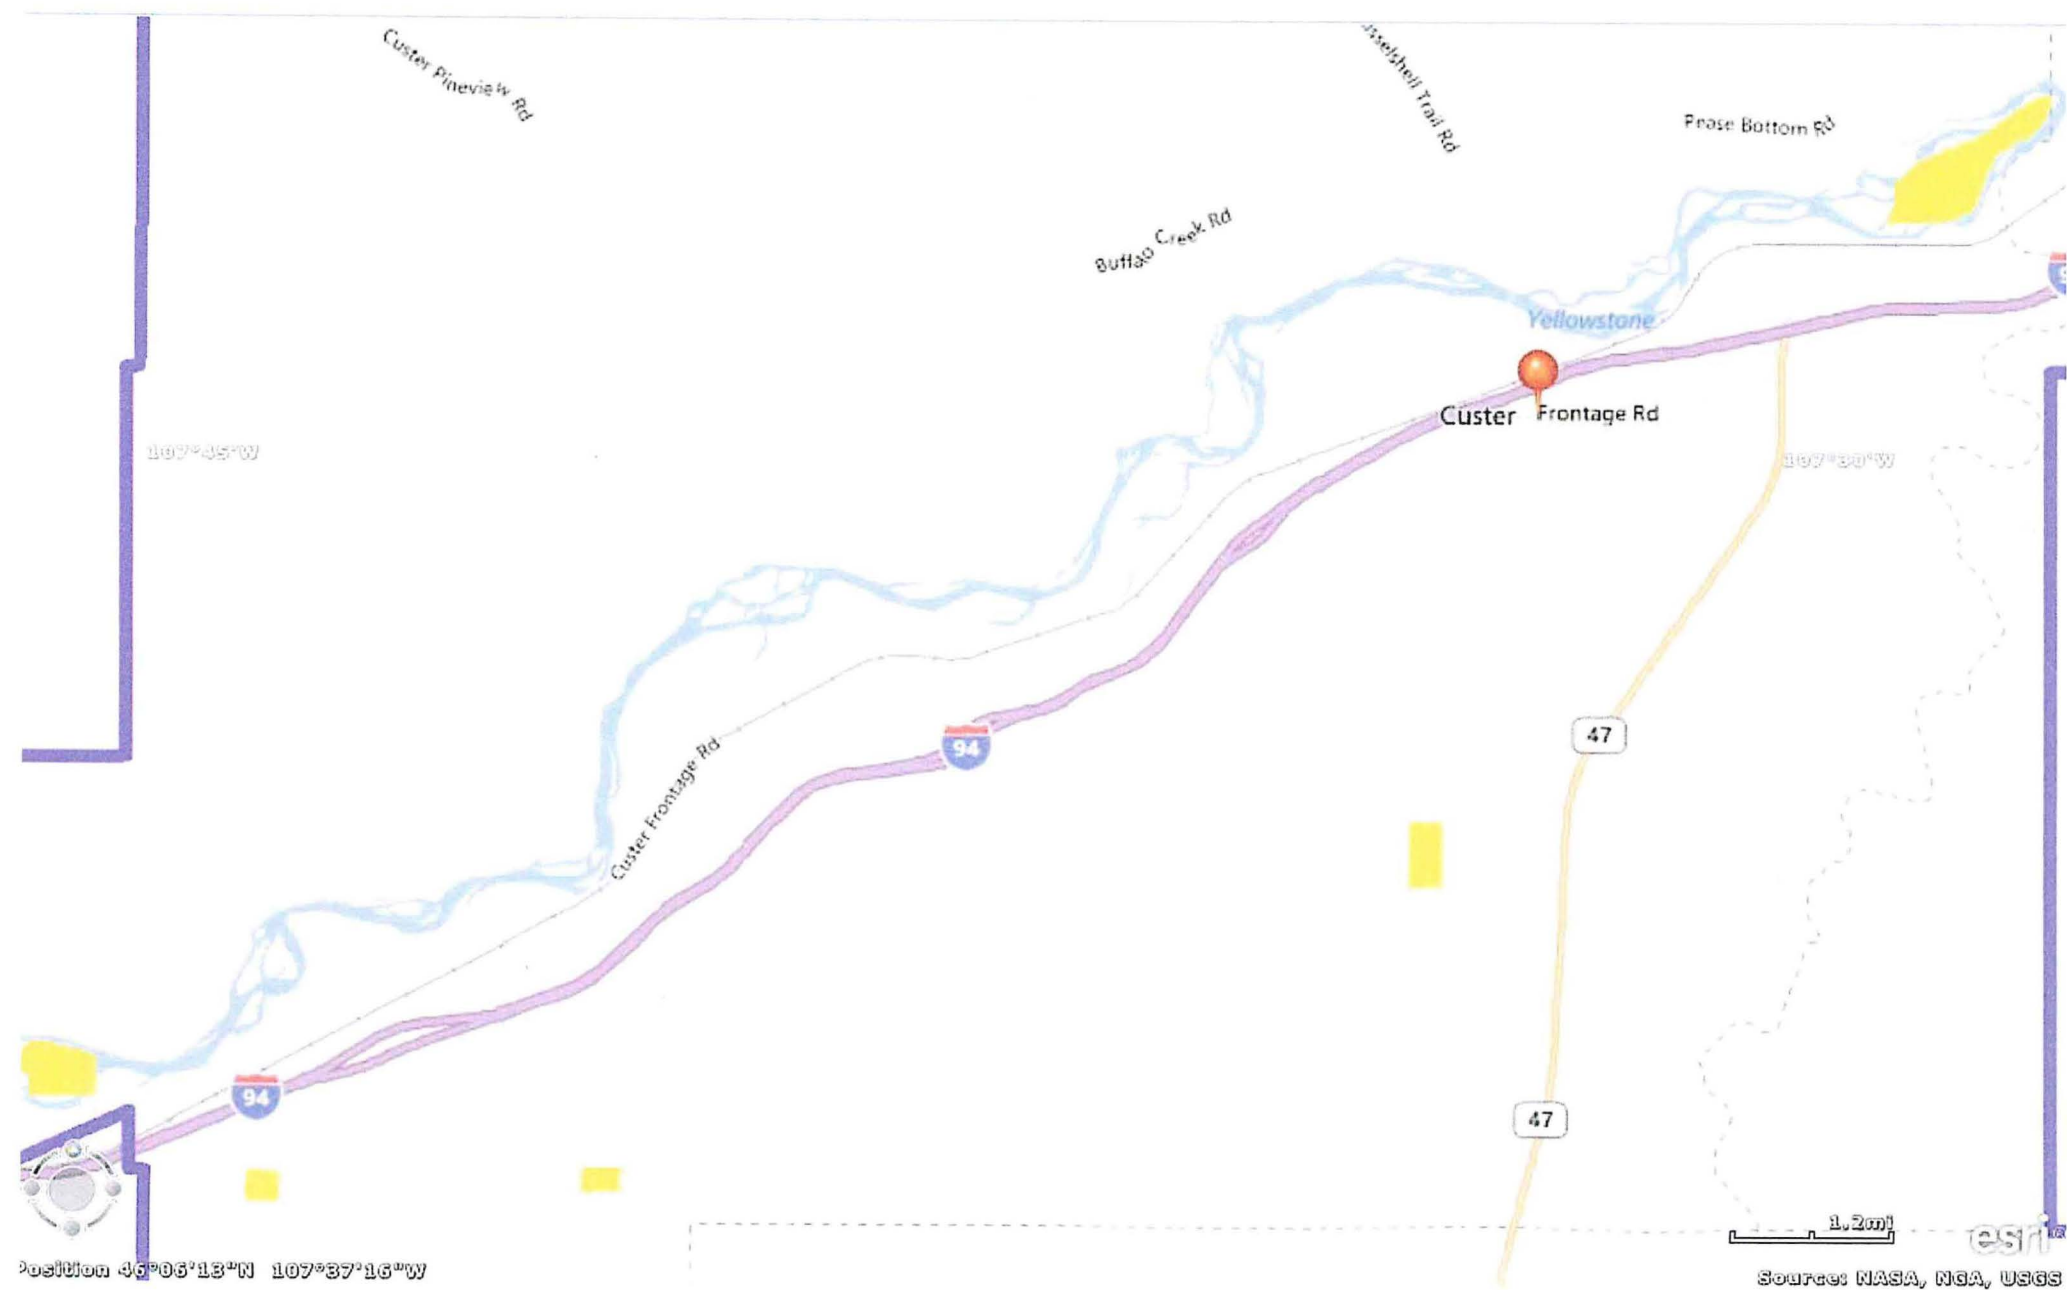 Custer Pineview Rd
usselshell Trail Rd
Pease Bottom Rd
Buffalo Creek Rd
Yellowstone
Custer Frontage Rd
107°45'W
107°30'W
47
Custer Frontage Rd
94
94
47
1.2mi
esri
Position 46°06'13"N 107°37'16"W
Source: NASA, NGA, USGS